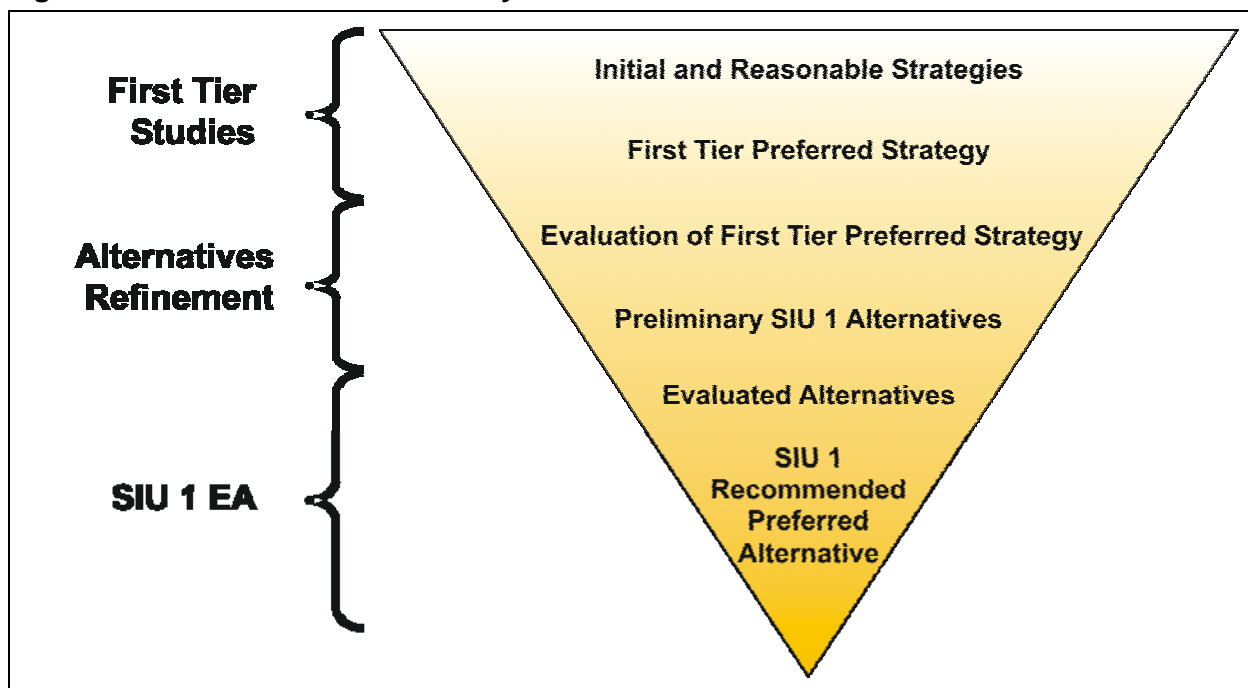 First Tier
Studies
Initial and Reasonable Strategies
First Tier Preferred Strategy
Alternatives
Refinement
Evaluation of First Tier Preferred Strategy
Preliminary SIU 1 Alternatives
SIU 1 EA
Evaluated Alternatives
SIU 1
Recommended
Preferred
Alternative